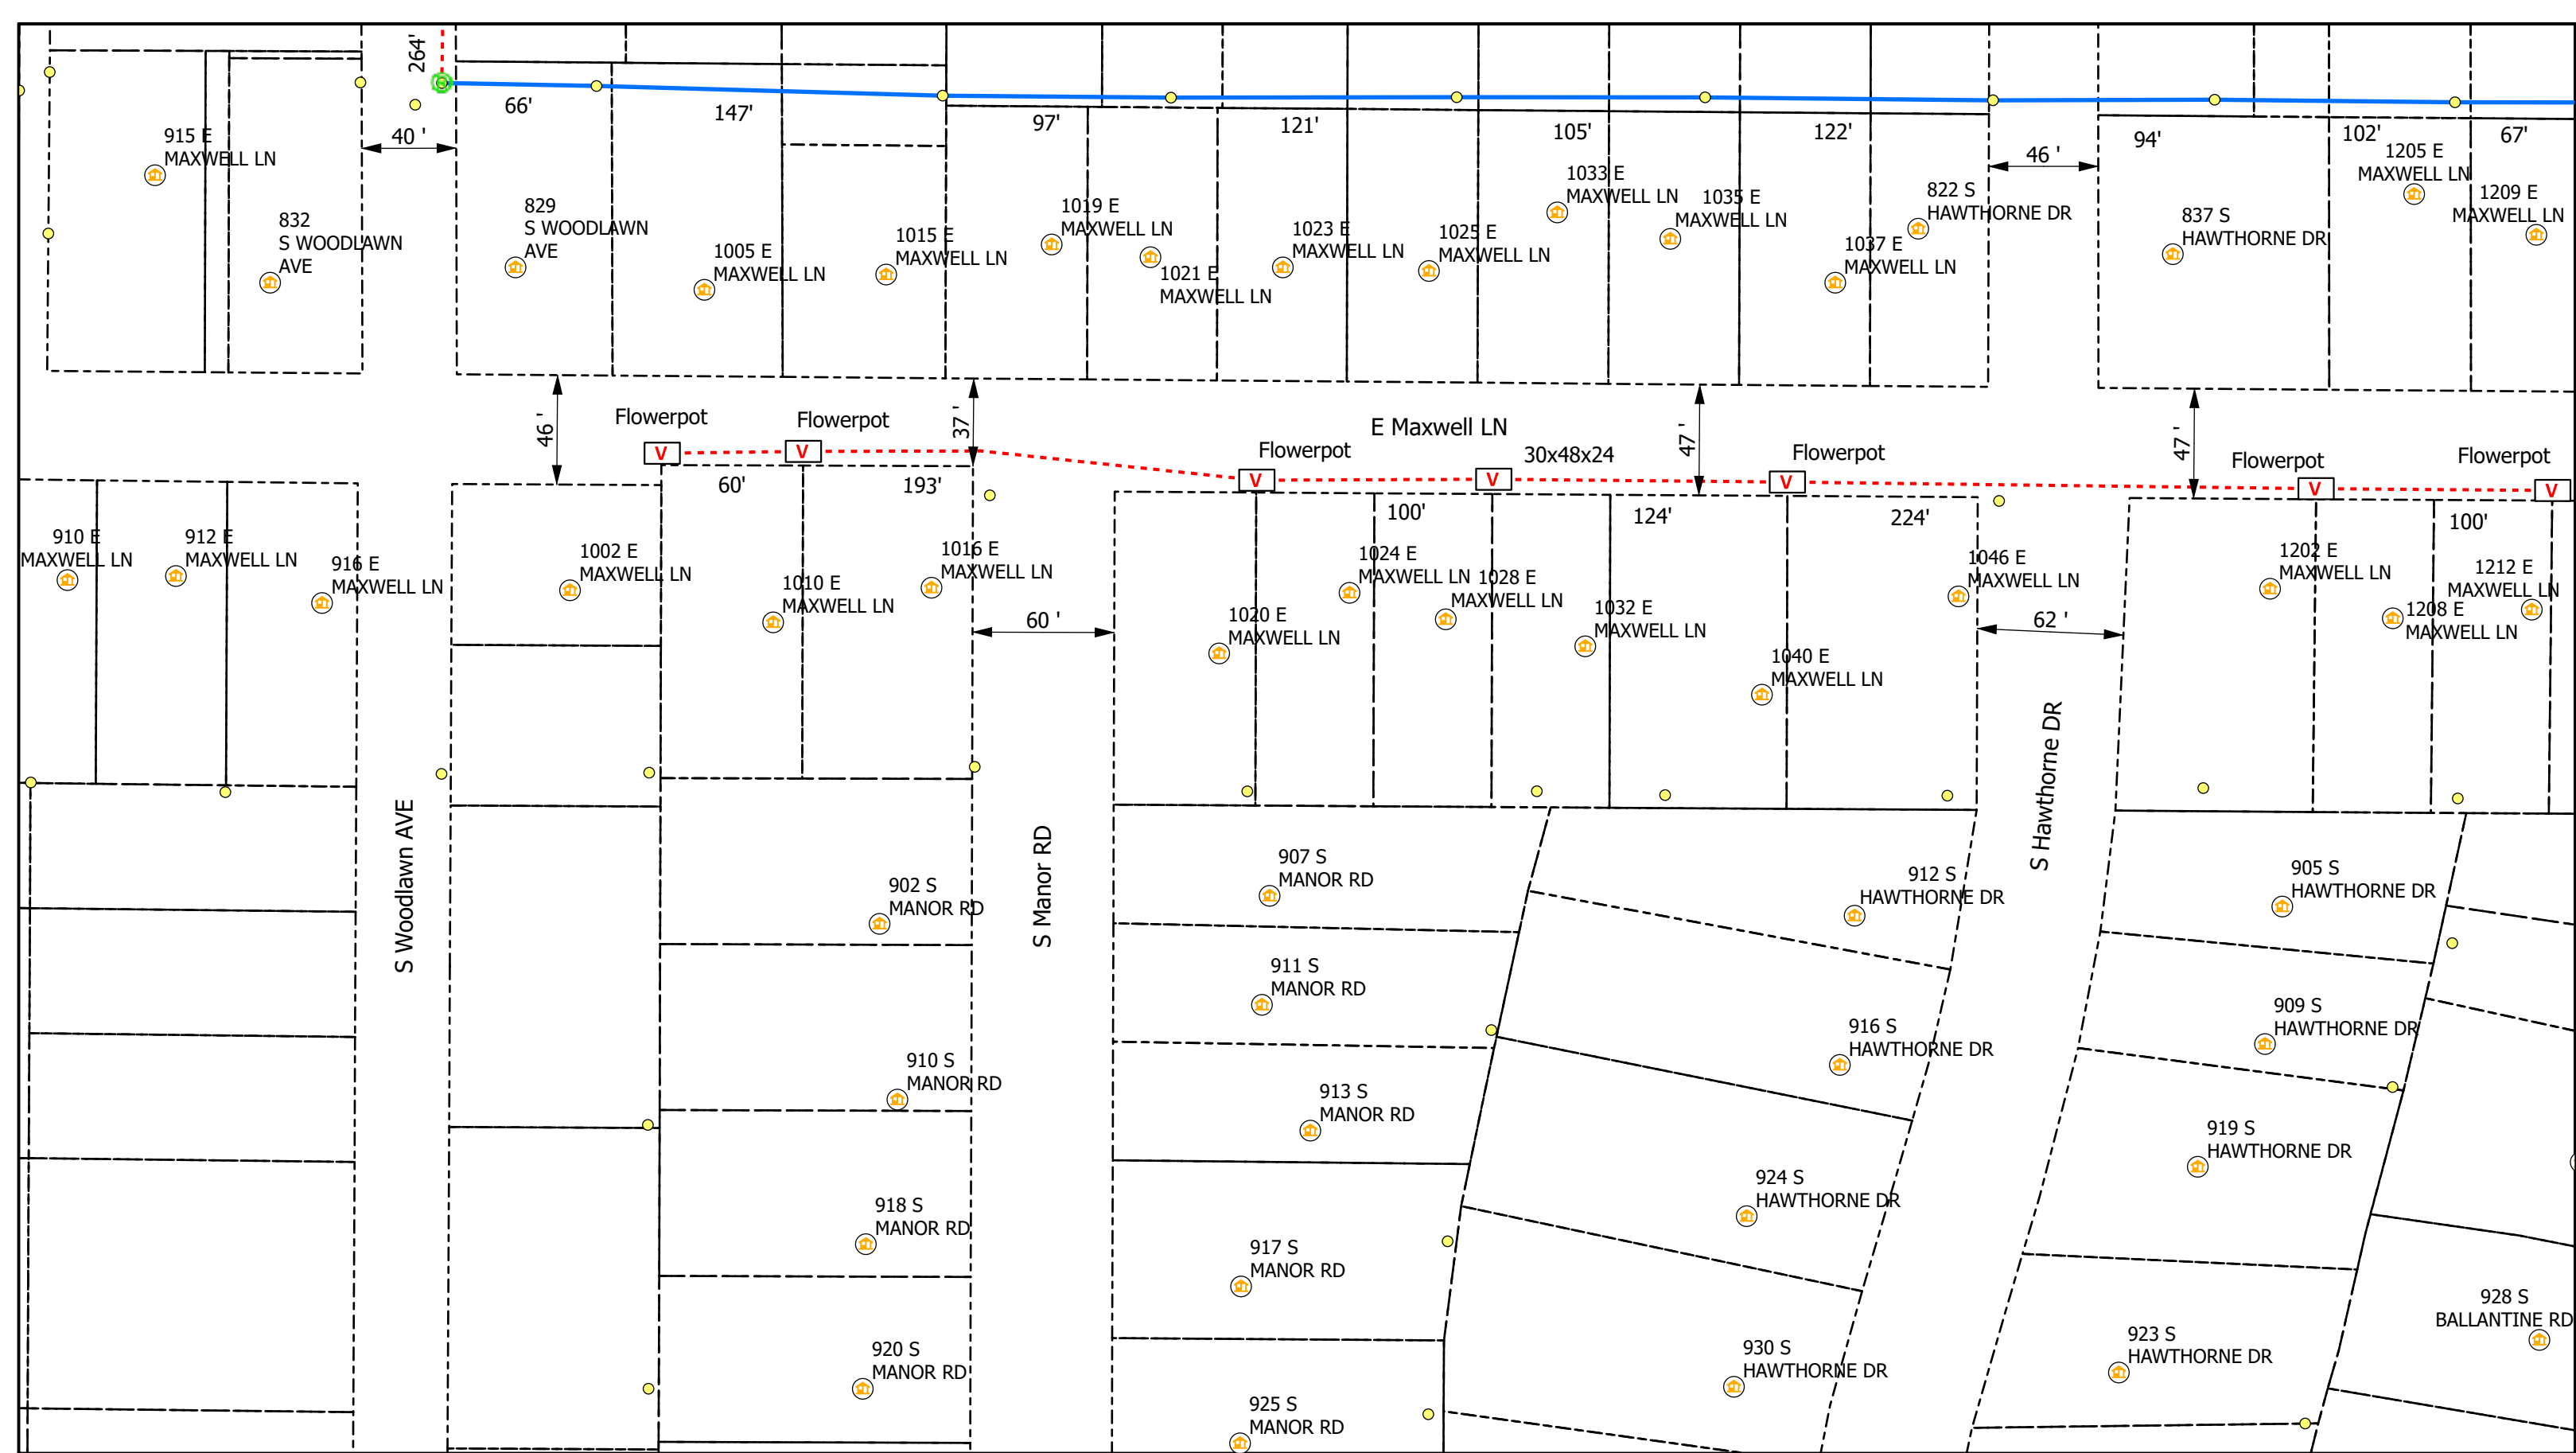 264'
66'
147'
97'
121'
105'
122'
94'
102'
67'
40 '
46 '
915 E
MAXWELL LN
832
S WOODLAWN
AVE
829
S WOODLAWN
AVE
1005 E
MAXWELL LN
1015 E
MAXWELL LN
1019 E
MAXWELL LN
1021 E
MAXWELL LN
1023 E
MAXWELL LN
1025 E
MAXWELL LN
1033 E
MAXWELL LN
1035 E
MAXWELL LN
1037 E
MAXWELL LN
822 S
HAWTHORNE DR
837 S
HAWTHORNE DR
1205 E
MAXWELL LN
1209 E
MAXWELL LN
46 '
Flowerpot
Flowerpot
37 '
E Maxwell LN
Flowerpot
30x48x24
47 '
Flowerpot
47 '
Flowerpot
Flowerpot
V
V
V
V
V
V
V
60'
193'
100'
124'
224'
100'
910 E
MAXWELL LN
912 E
MAXWELL LN
916 E
MAXWELL LN
1002 E
MAXWELL LN
1010 E
MAXWELL LN
1016 E
MAXWELL LN
60 '
1020 E
MAXWELL LN
1024 E
MAXWELL LN
1028 E
MAXWELL LN
1032 E
MAXWELL LN
1040 E
MAXWELL LN
1046 E
MAXWELL LN
62 '
1202 E
MAXWELL LN
1208 E
MAXWELL LN
1212 E
MAXWELL LN
S Woodlawn AVE
S Manor RD
S Hawthorne DR
902 S
MANOR RD
907 S
MANOR RD
912 S
HAWTHORNE DR
905 S
HAWTHORNE DR
911 S
MANOR RD
916 S
HAWTHORNE DR
909 S
HAWTHORNE DR
910 S
MANOR RD
913 S
MANOR RD
919 S
HAWTHORNE DR
918 S
MANOR RD
924 S
HAWTHORNE DR
917 S
MANOR RD
928 S
BALLANTINE RD
920 S
MANOR RD
930 S
HAWTHORNE DR
923 S
HAWTHORNE DR
925 S
MANOR RD